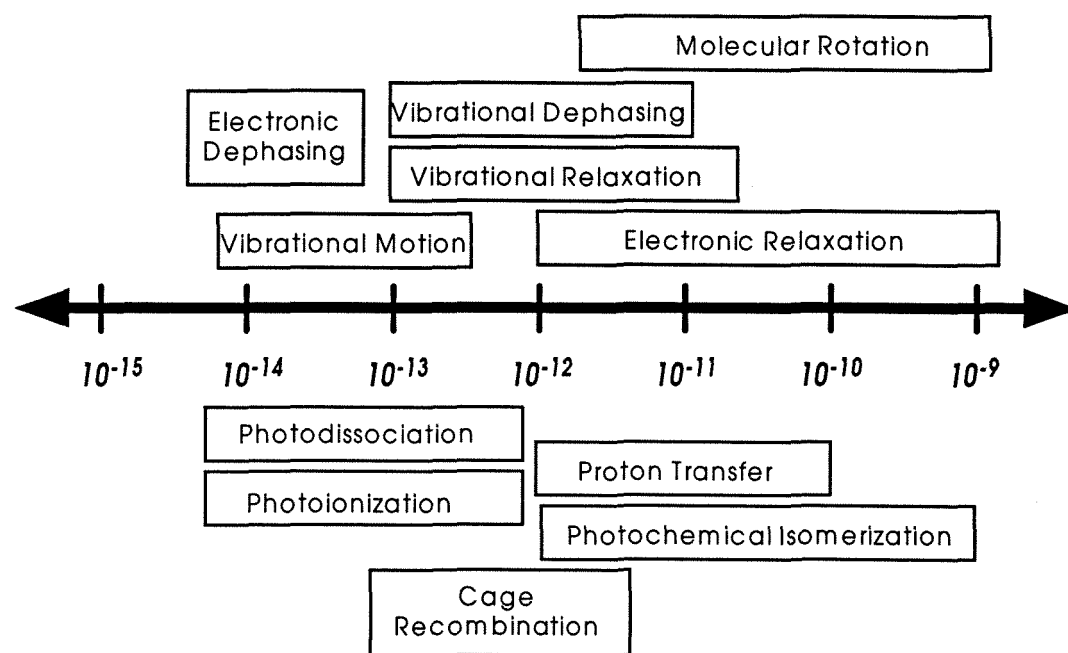 Molecular Rotation
Electronic
Dephasing
Vibrational Dephasing
Vibrational Relaxation
Vibrational Motion
Electronic Relaxation
10-15 10-14 10-13 10-12 10-11 10-10 10-9
Photodissociation
Proton Transfer
Photoionization
Photochemical Isomerization
Cage
Recombination